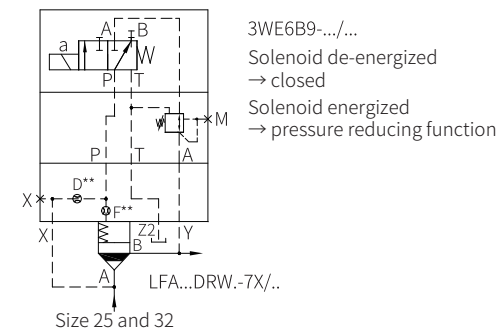 3WE6B9-.../...
Solenoid de-energized
→ closed
Solenoid energized
→ pressure reducing function
A B
a
P T
M
P T A
D**
X
F**
X
Z2 Y
B
A
LFA...DRW.-7X/..
Size 25 and 32